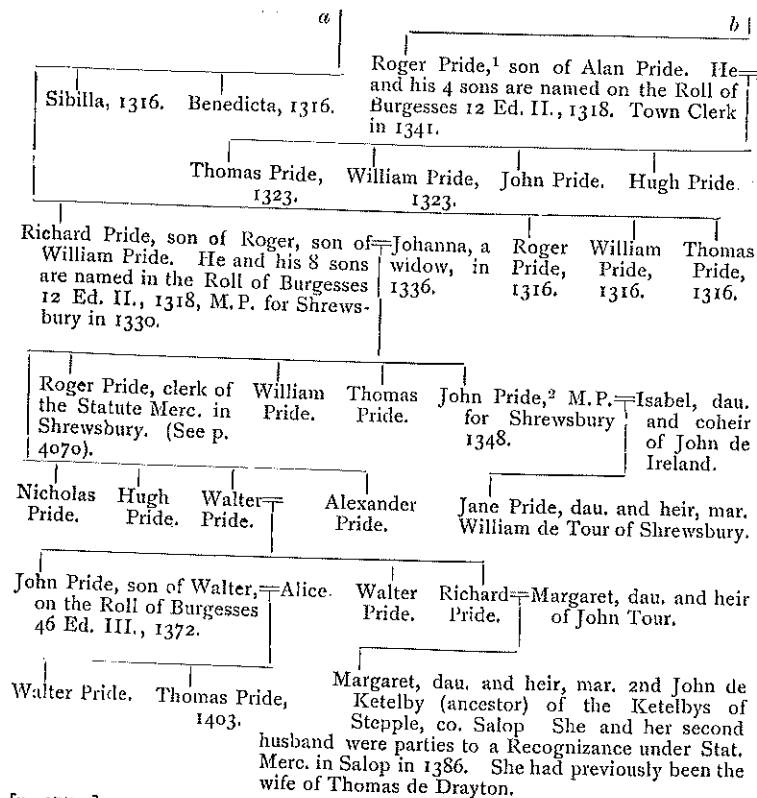 a
b
Roger Pride,¹ son of Alan Pride. He
and his 4 sons are named on the Roll of
Burgesses 12 Ed. II., 1318. Town Clerk
in 1341.
Sibilla, 1316. Benedicta, 1316.
Thomas Pride, 1323.
William Pride, 1323.
John Pride. Hugh Pride.
Richard Pride, son of Roger, son of
William Pride. He and his 8 sons
are named in the Roll of Burgesses
12 Ed. II., 1318, M.P. for Shrews-
bury in 1330.
Johanna, a
widow, in
1336.
Roger
Pride,
1316.
William
Pride,
1316.
Thomas
Pride,
1316.
Roger Pride, clerk of
the Statute Merc. in
Shrewsbury. (See p.
4070).
William
Pride.
Thomas
Pride.
John Pride,² M.P.
for Shrewsbury
1348.
Isabel, dau.
and coheir
of John de
Ireland.
Nicholas
Pride.
Hugh
Pride.
Walter
Pride.
Alexander
Pride.
Jane Pride, dau. and heir, mar.
William de Tour of Shrewsbury.
John Pride, son of Walter,
on the Roll of Burgesses
46 Ed. III., 1372.
Alice.
Walter
Pride.
Richard
Pride.
Margaret, dau. and heir
of John Tour.
Walter Pride.
Thomas Pride,
1403.
Margaret, dau. and heir, mar. 2nd John de
Ketelby (ancestor) of the Ketelbys of
Stepple, co. Salop She and her second
husband were parties to a Recognizance under Stat.
Merc. in Salop in 1386. She had previously been the
wife of Thomas de Drayton.